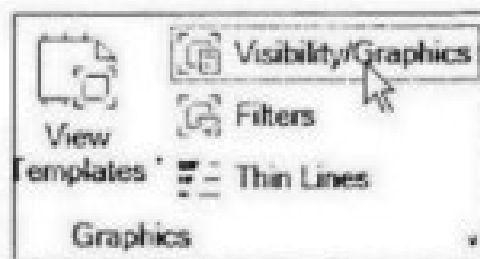 Visibility/Graphics
Filters
View
Templates
Thin Lines
Graphics